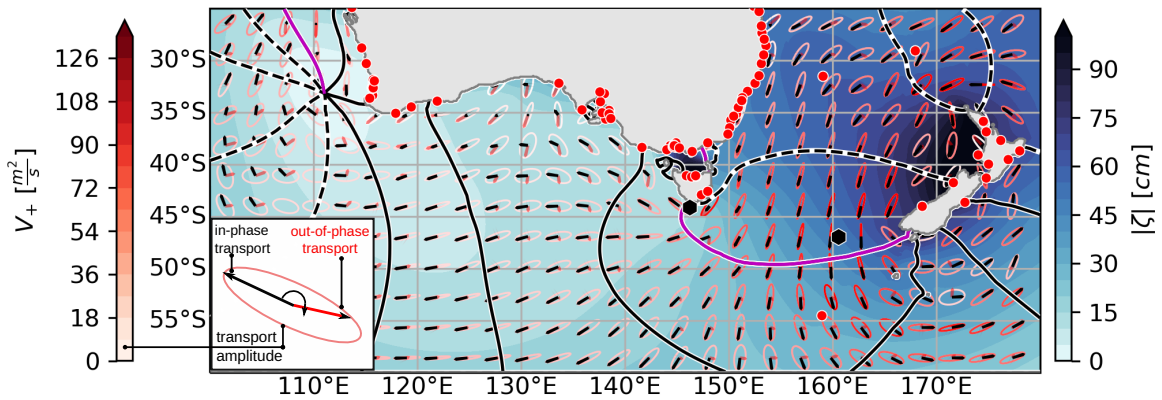 126
108
90
72
54
36
18
0
V₊ [m²/s]
30°S
35°S
40°S
45°S
50°S
55°S
in-phase
transport
out-of-phase
transport
transport
amplitude
110°E 120°E 130°E 140°E 150°E 160°E 170°E
90
75
60
45
30
15
0
|ζ| [cm]